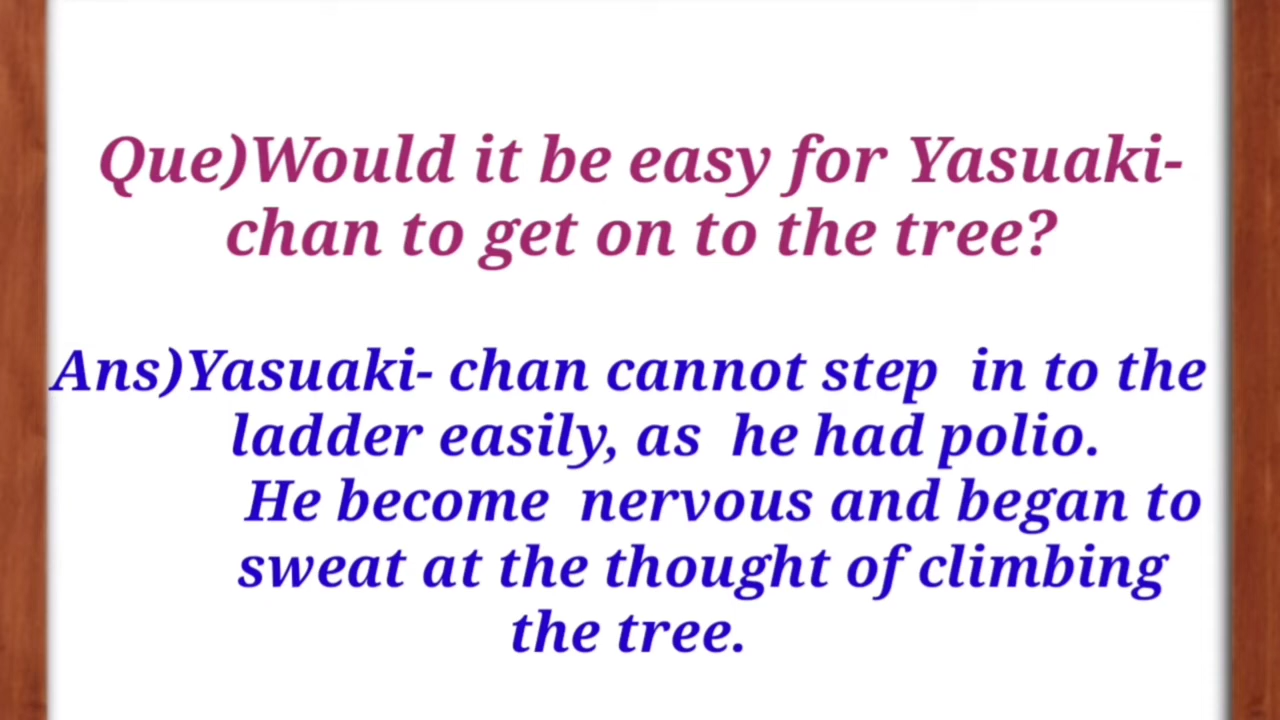 Que)Would it be easy for Yasuaki-
chan to get on to the tree?
Ans)Yasuaki- chan cannot step in to the
ladder easily, as he had polio.
He become nervous and began to
sweat at the thought of climbing
the tree.